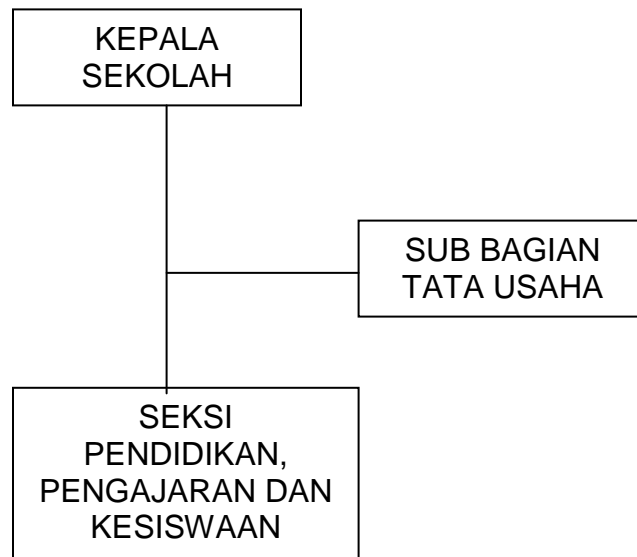 KEPALA
SEKOLAH
SUB BAGIAN
TATA USAHA
SEKSI
PENDIDIKAN,
PENGAJARAN DAN
KESISWAAN